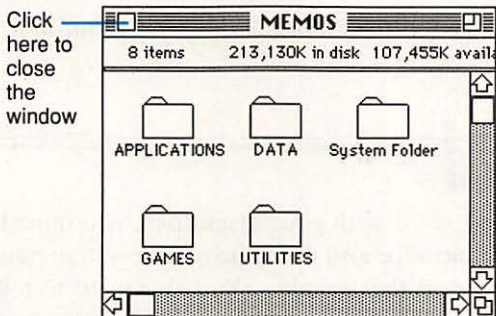 Click
here to
close
the
window
MEMOS
8 items 213,130K in disk 107,455K availa
APPLICATIONS DATA System Folder
GAMES UTILITIES